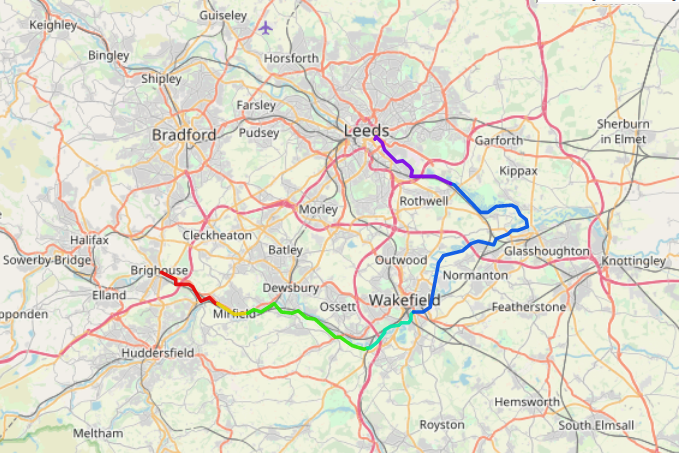 Guiseley
Keighley
Bingley
Horsforth
Shipley
Farsley
Leeds
Bradford
Pudsey
Garforth
Sherburn
in Elmet
Kippax
Rothwell
Morley
Cleckheaton
Halifax
Batley
Glasshoughton
Sowerby Bridge
Outwood
Knottingley
Brighouse
Normanton
Elland
Dewsbury
Wakefield
Ossett
Featherstone
pponden
Mirfield
Huddersfield
Hemsworth
Royston
South Elmsall
Meltham